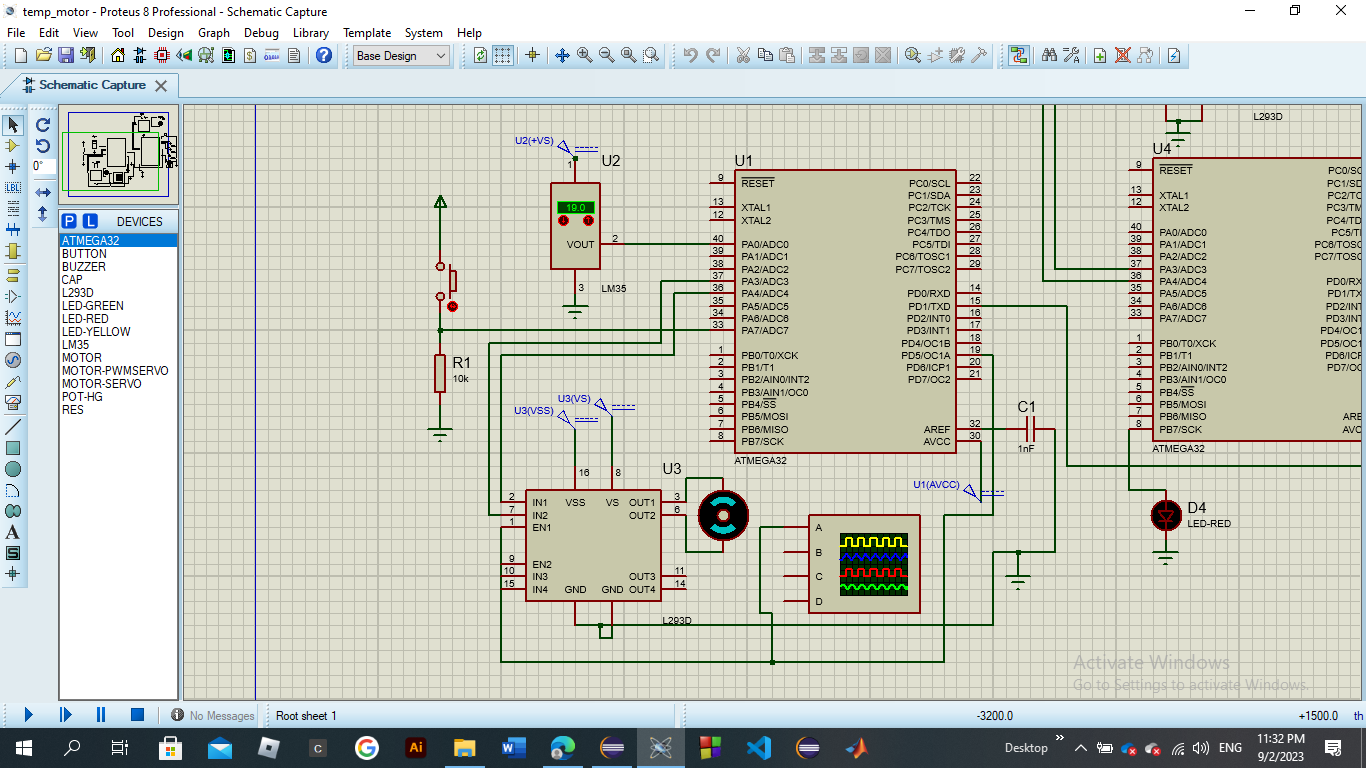 temp_motor - Proteus 8 Professional - Schematic Capture
File Edit View Tool Design Graph Debug Library Template System Help
Base Design
Schematic Capture
0°
P L DEVICES
ATMEGA32
BUTTON
BUZZER
CAP
L293D
LED-GREEN
LED-RED
LED-YELLOW
LM35
MOTOR
MOTOR-PWMSERVO
MOTOR-SERVO
POT-HG
RES
U2(+VS)
U2
1
19.0
VOUT
2
3
LM35
R1
10k
U1
9 RESET
13 XTAL1
12 XTAL2
40 PA0/ADC0
39 PA1/ADC1
38 PA2/ADC2
37 PA3/ADC3
36 PA4/ADC4
35 PA5/ADC5
34 PA6/ADC6
33 PA7/ADC7
1 PB0/T0/XCK
2 PB1/T1
3 PB2/AIN0/INT2
4 PB3/AIN1/OC0
5 PB4/SS
6 PB5/MOSI
7 PB6/MISO
8 PB7/SCK
PC0/SCL 22
PC1/SDA 23
PC2/TCK 24
PC3/TMS 25
PC4/TDO 26
PC5/TDI 27
PC6/TOSC1 28
PC7/TOSC2 29
PD0/RXD 14
PD1/TXD 15
PD2/INT0 16
PD3/INT1 17
PD4/OC1B 18
PD5/OC1A 19
PD6/ICP1 20
PD7/OC2 21
AREF 32
AVCC 30
ATMEGA32
C1
1nF
U1(AVCC)
U3(VSS)
U3(VS)
U3
16 8
2 IN1
7 IN2
1 EN1
9 EN2
10 IN3
15 IN4
VSS VS
OUT1 3
OUT2 6
OUT3 11
OUT4 14
GND GND
L293D
A
B
C
D
L293D
U4
9 RESET
13 XTAL1
12 XTAL2
40 PA0/ADC0
39 PA1/ADC1
38 PA2/ADC2
37 PA3/ADC3
36 PA4/ADC4
35 PA5/ADC5
34 PA6/ADC6
33 PA7/ADC7
1 PB0/T0/XCK
2 PB1/T1
3 PB2/AIN0/INT2
4 PB3/AIN1/OC0
5 PB4/SS
6 PB5/MOSI
7 PB6/MISO
8 PB7/SCK
PC0/SC
PC1/SD
PC2/TC
PC3/TM
PC4/TD
PC5/T
PC6/TOSC
PC7/TOSC
PD0/RX
PD1/TX
PD2/IN
PD3/IN
PD4/OC1
PD5/OC1
PD6/ICP
PD7/OC
ARE
AVC
ATMEGA32
D4
LED-RED
Activate Windows
Go to Settings to activate Windows.
No Messages
Root sheet 1
-3200.0
+1500.0
th
Desktop
ENG
11:32 PM
9/2/2023